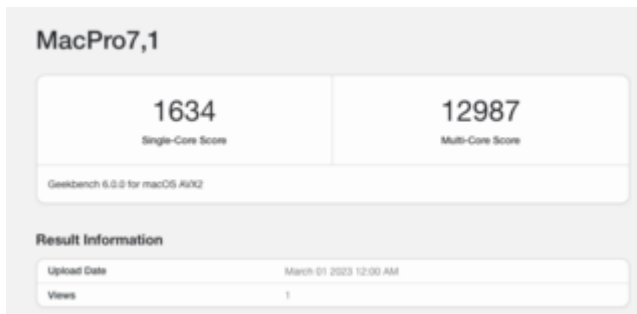 MacPro7,1
1634 12987
Single-Core Score Multi-Core Score
Geekbench 6.0.0 for macOS AVX2
Result Information
Upload Date March 01 2023 12:00 AM
Views 1